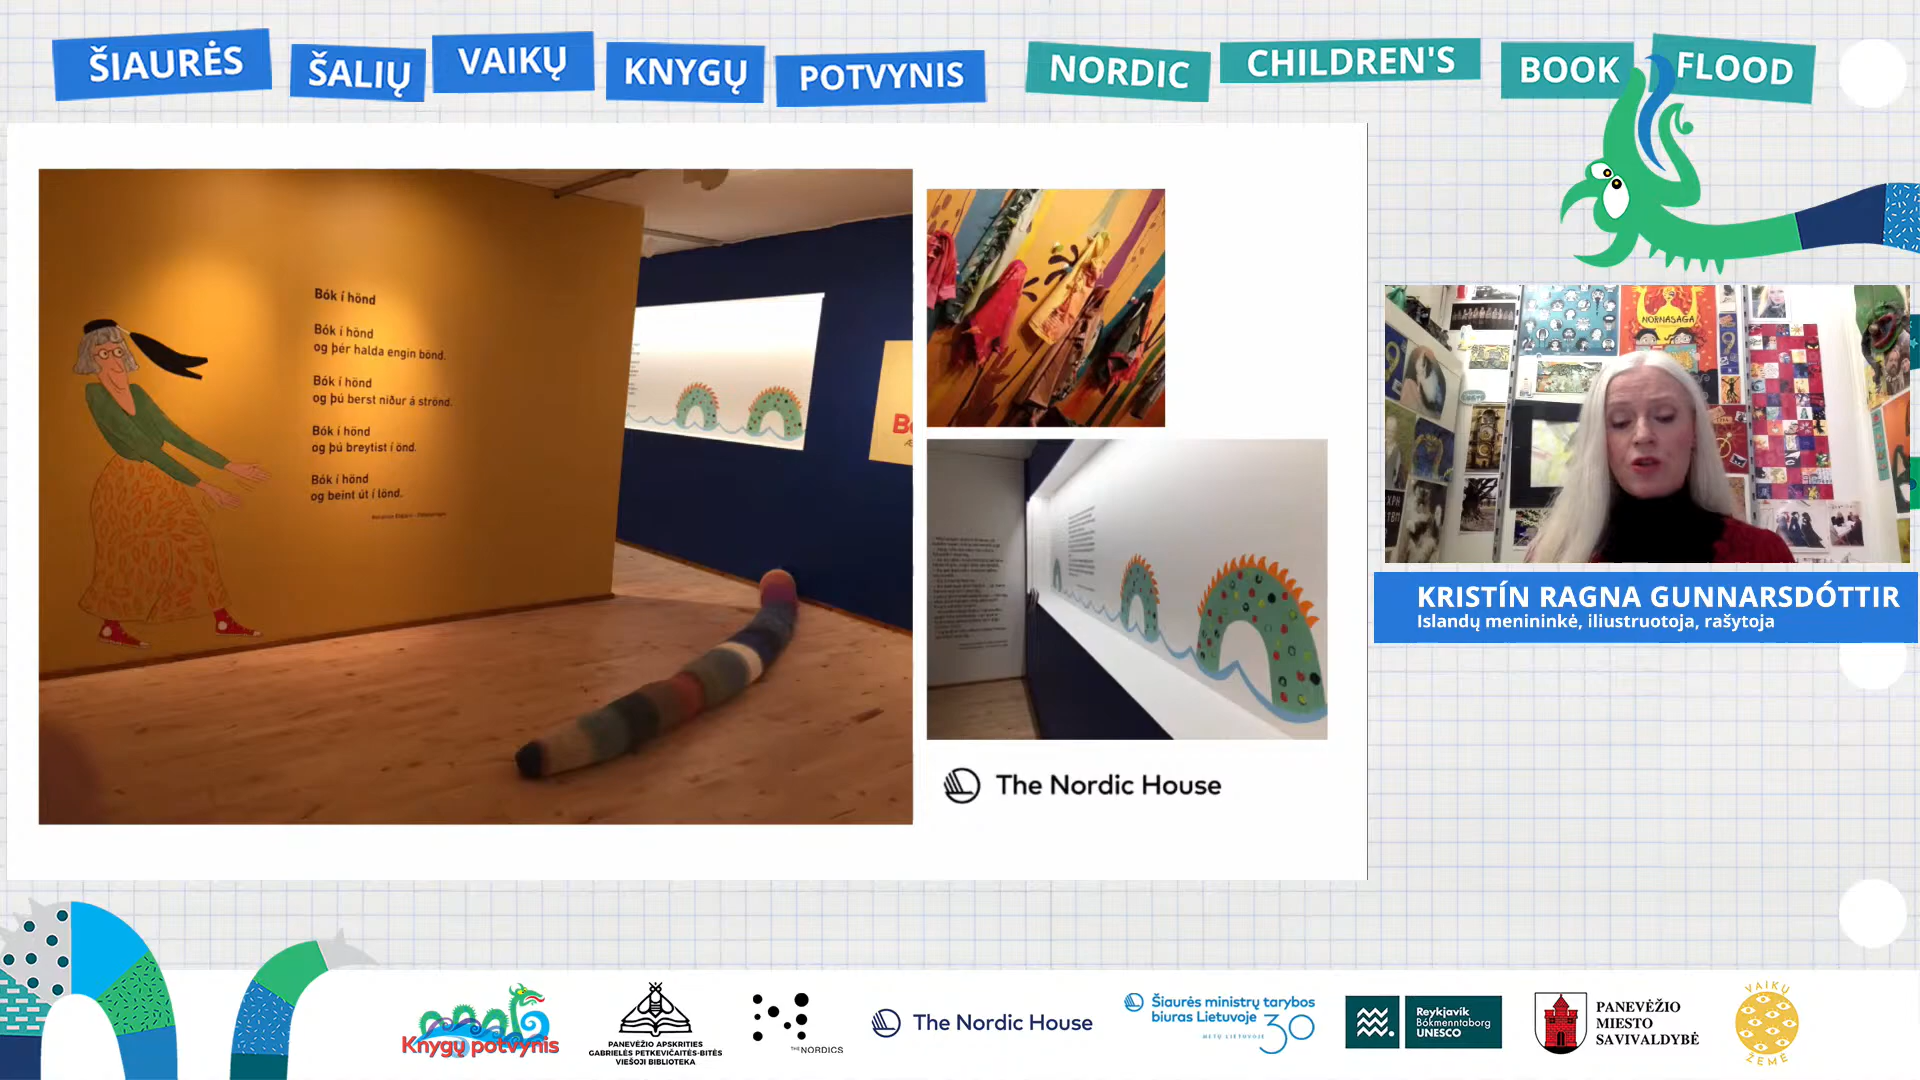 ŠIAURĖS ŠALIŲ VAIKŲ KNYGŲ POTVYNIS
NORDIC CHILDREN'S BOOK FLOOD
Bók í hönd
Bók í hönd
og þér halda engin bönd.
Bók í hönd
og þú berst niður á strönd.
Bók í hönd
og þú breytist í önd.
Bók í hönd
og beint út í lönd.
The Nordic House
NORNASAGA
KRISTÍN RAGNA GUNNARSDÓTTIR
Islandų menininkė, iliustruotoja, rašytoja
Knygų potvynis
PANEVĖŽIO APSKRITIES
GABRIELĖS PETKEVIČAITĖS-BITĖS
VIEŠOJI BIBLIOTEKA
THE NORDICS
The Nordic House
Šiaurės ministrų tarybos
biuras Lietuvoje
METŲ LIETUVOJE 30
Reykjavík
Bókmenntaborg
UNESCO
PANEVĖŽIO
MIESTO
SAVIVALDYBĖ
VAIKŲ
ŽEMĖ